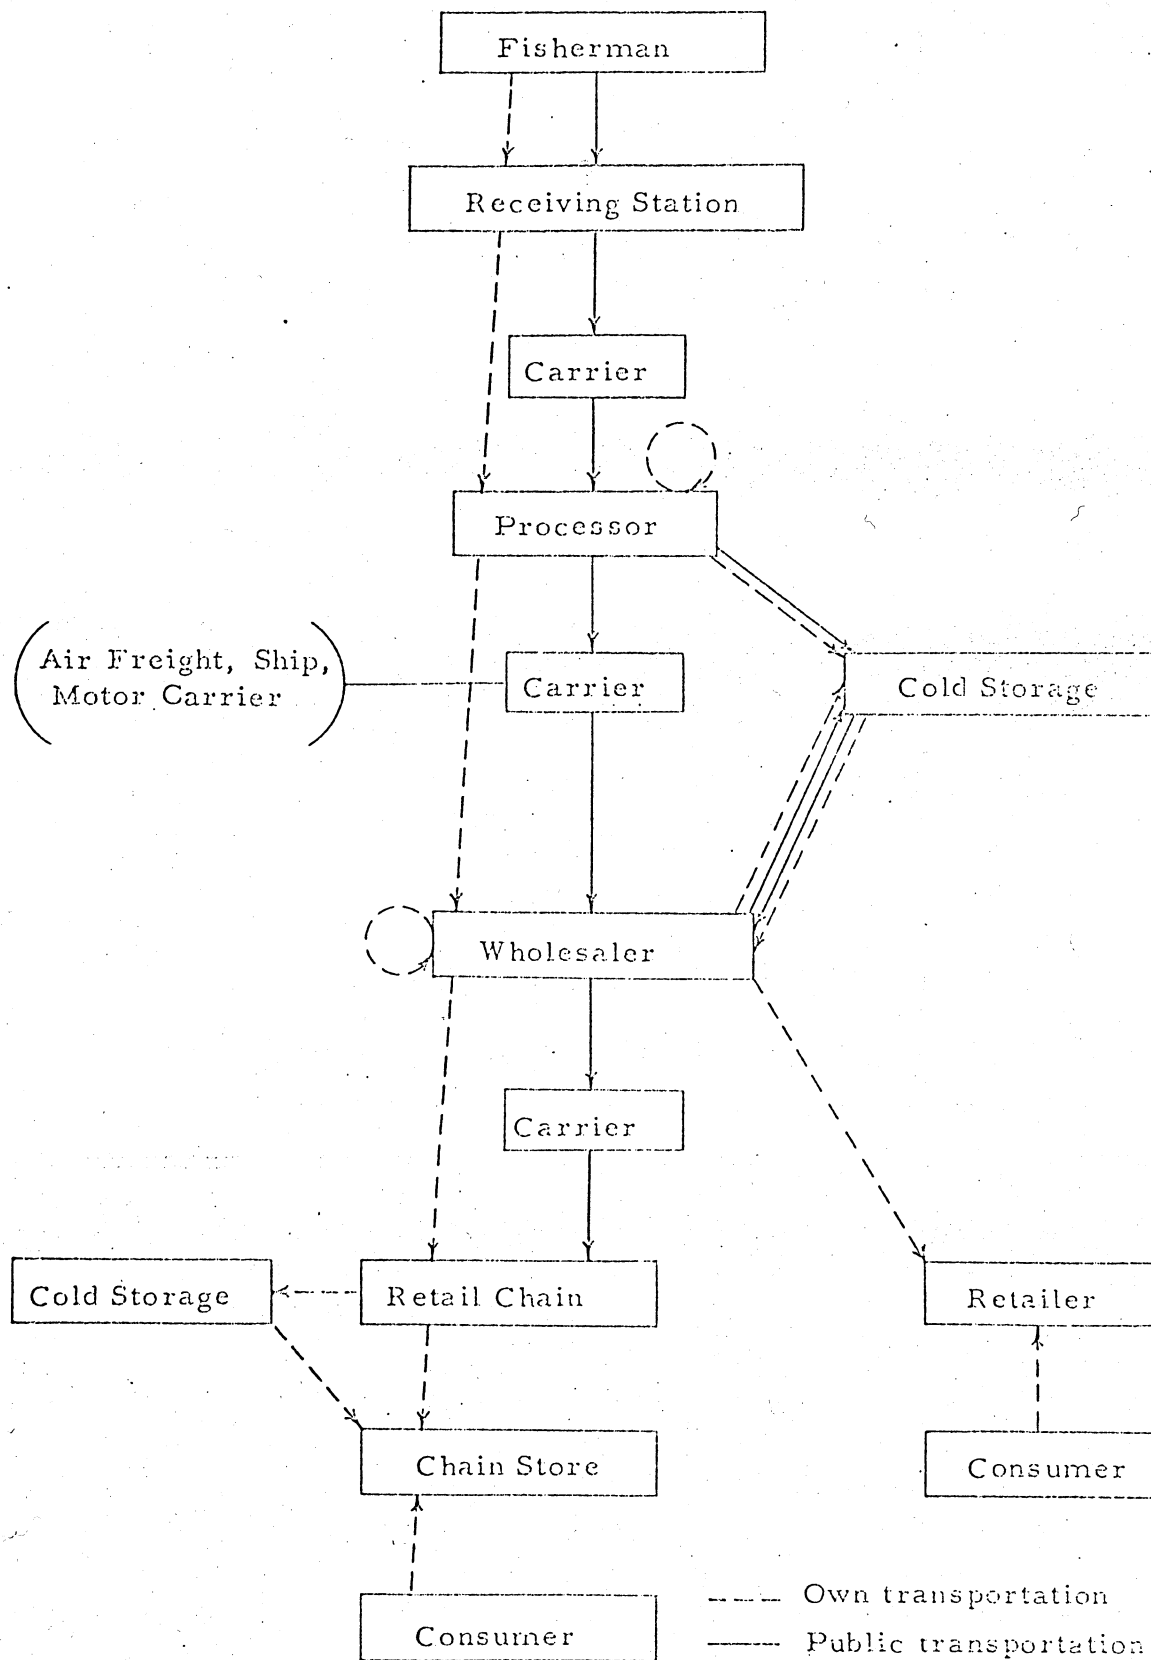 Fisherman
Receiving Station
Carrier
Processor
Air Freight, Ship,
Motor Carrier
Carrier
Cold Storage
Wholesaler
Carrier
Cold Storage
Retail Chain
Retailer
Chain Store
Consumer
Own transportation
Consumer
Public transportation